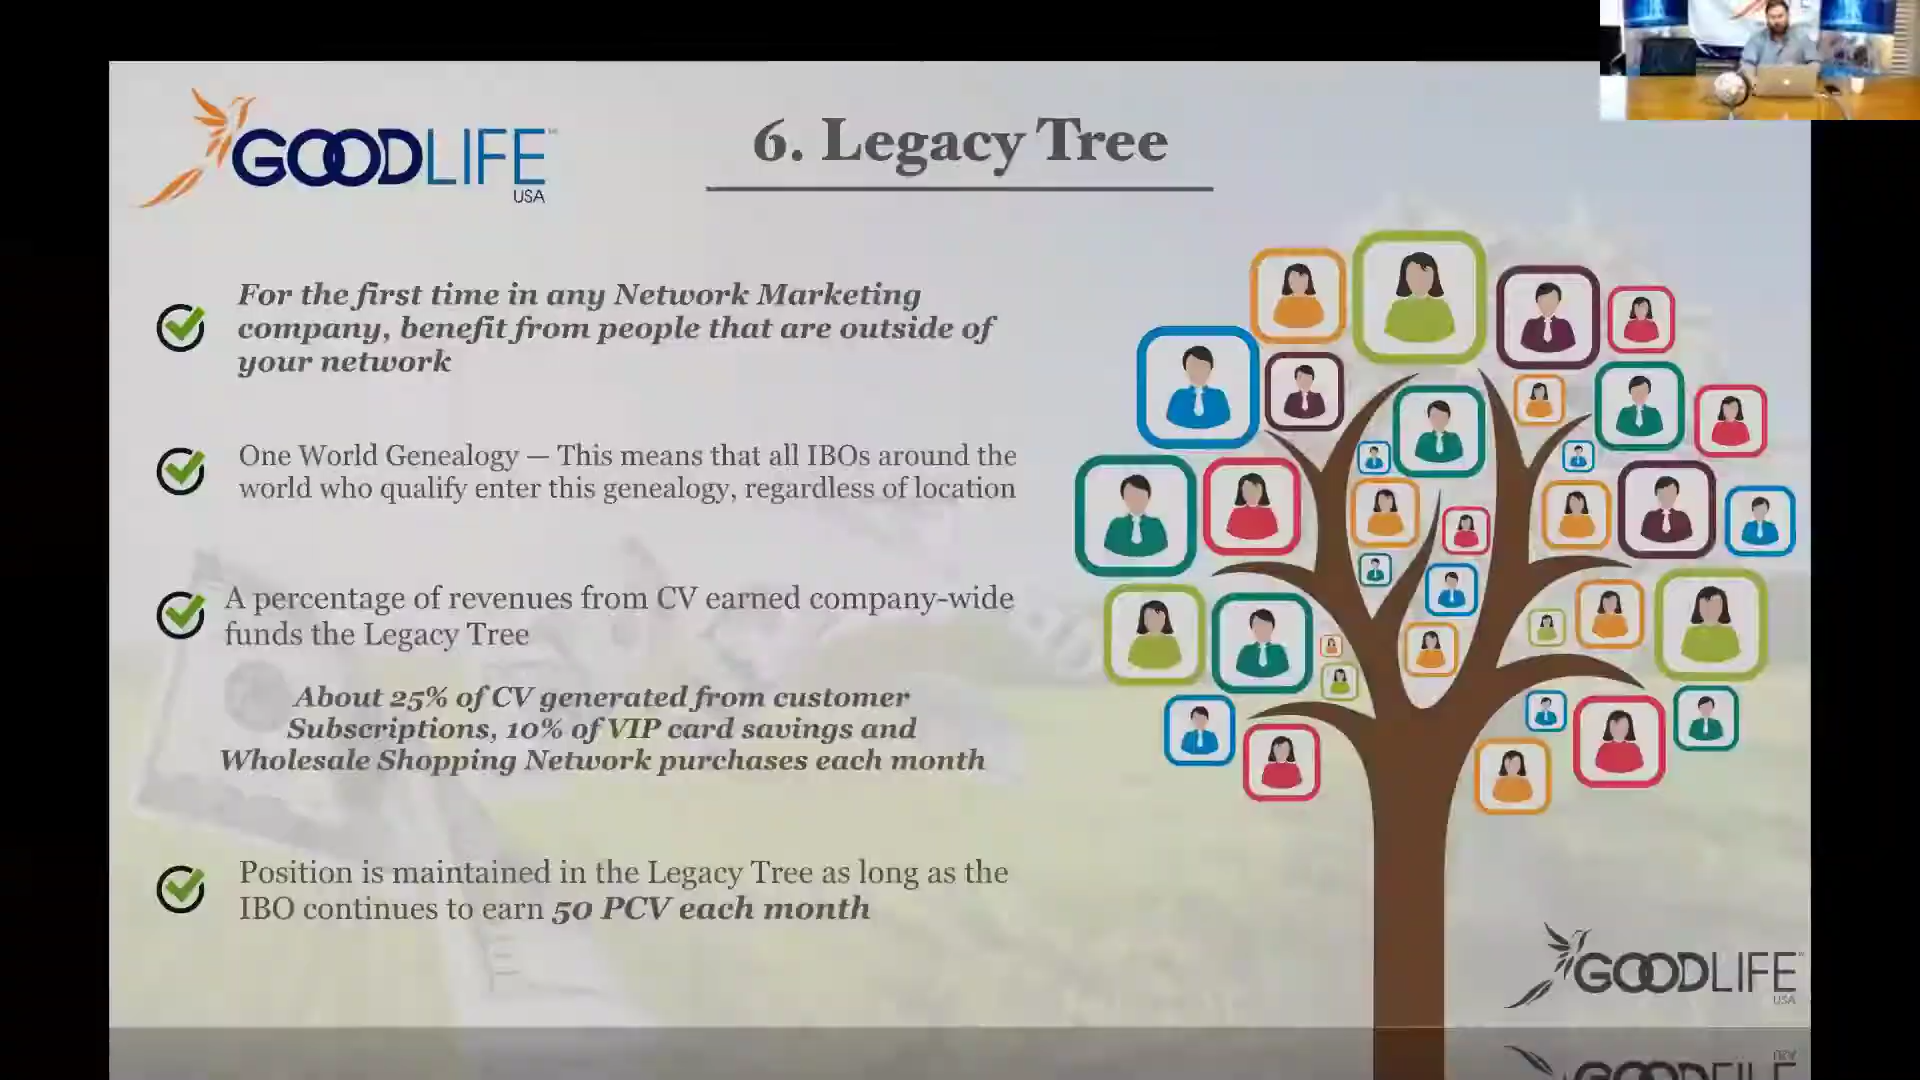 GOODLIFE
USA
6. Legacy Tree
For the first time in any Network Marketing
company, benefit from people that are outside of
your network
One World Genealogy — This means that all IBOs around the
world who qualify enter this genealogy, regardless of location
A percentage of revenues from CV earned company-wide
funds the Legacy Tree
About 25% of CV generated from customer
Subscriptions, 10% of VIP card savings and
Wholesale Shopping Network purchases each month
Position is maintained in the Legacy Tree as long as the
IBO continues to earn 50 PCV each month
GOODLIFE
USA